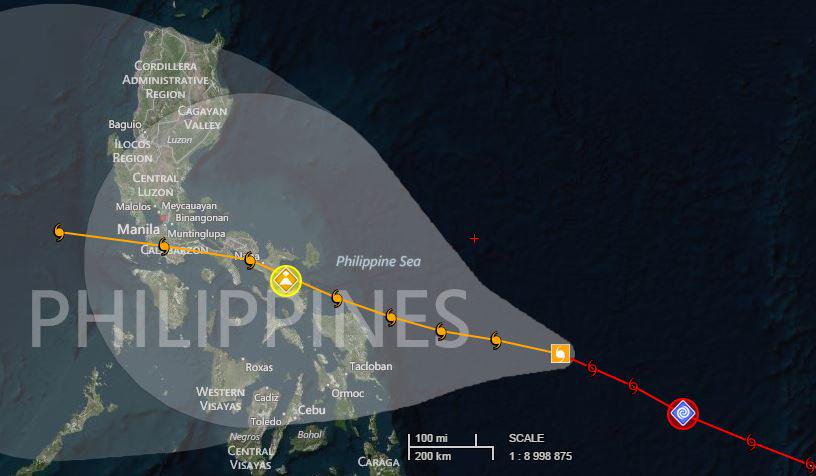 CORDILLERA
ADMINISTRATIVE
REGION
CAGAYAN
VALLEY
Baguio
Luzon
ILOCOS
REGION
CENTRAL
LUZON
Malolos
Meycauayan
Binangonan
Manila
Muntinglupa
CALABARZON
Naga
Philippine Sea
PHILIPPINES
Roxas
Tacloban
WESTERN
VISAYAS
Cadiz
Ormoc
Toledo
Cebu
Negros
Bohol
CENTRAL
VISAYAS
CARAGA
100 mi
200 km
SCALE
1 : 8 998 875